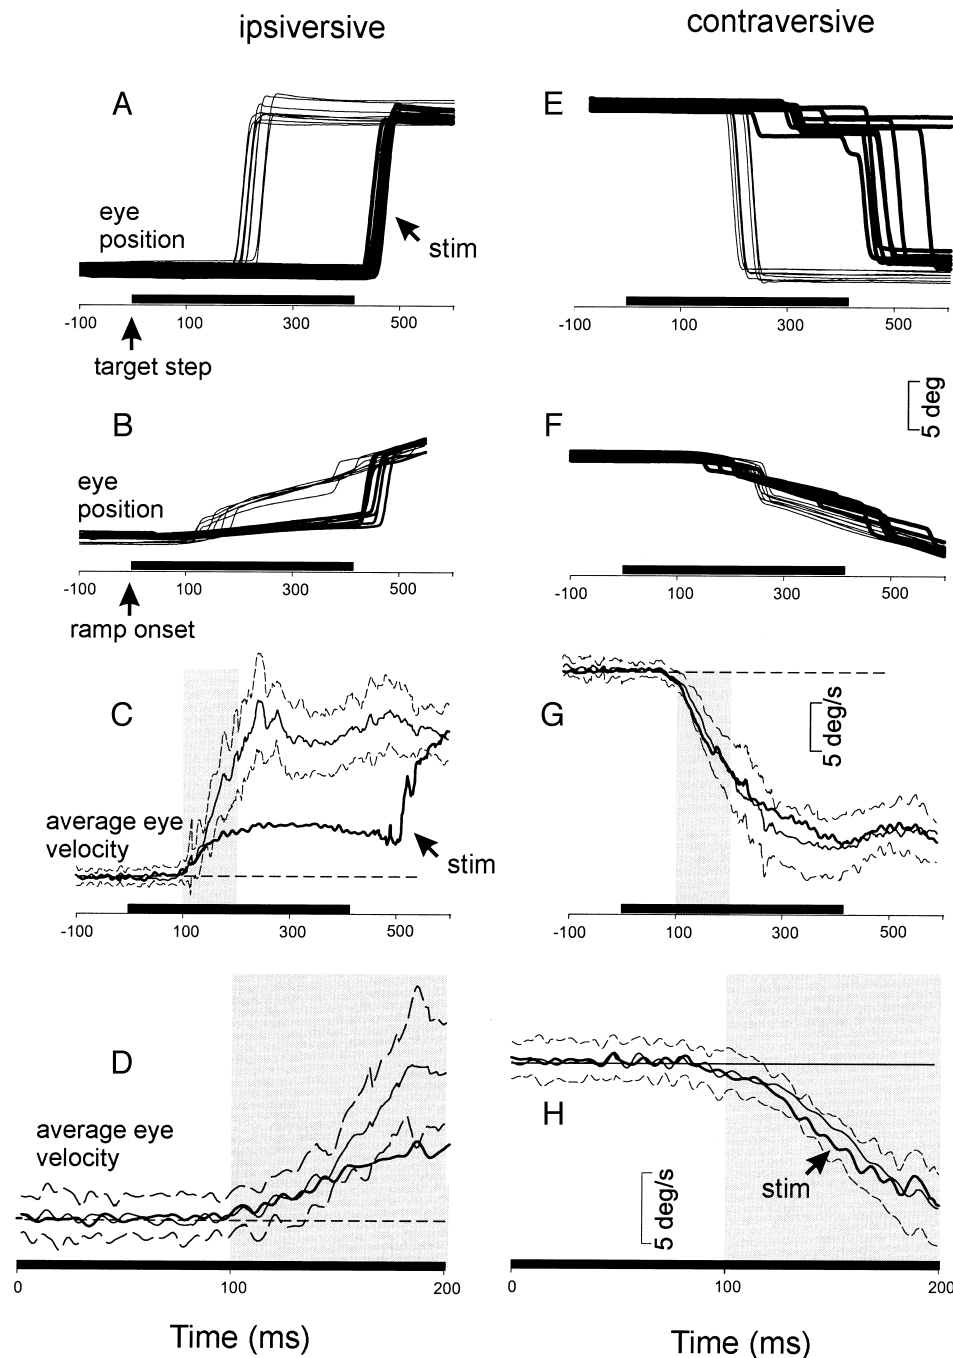 ipsiversive
contraversive
A
eye
position
stim
-100 100 300 500
target step
E
-100 100 300 500
5 deg
B
eye
position
-100 100 300 500
ramp onset
F
-100 100 300 500
C
average eye
velocity
stim
-100 100 300 500
G
5 deg/s
-100 100 300 500
D
average eye
velocity
0 100 200
Time (ms)
H
stim
5 deg/s
0 100 200
Time (ms)